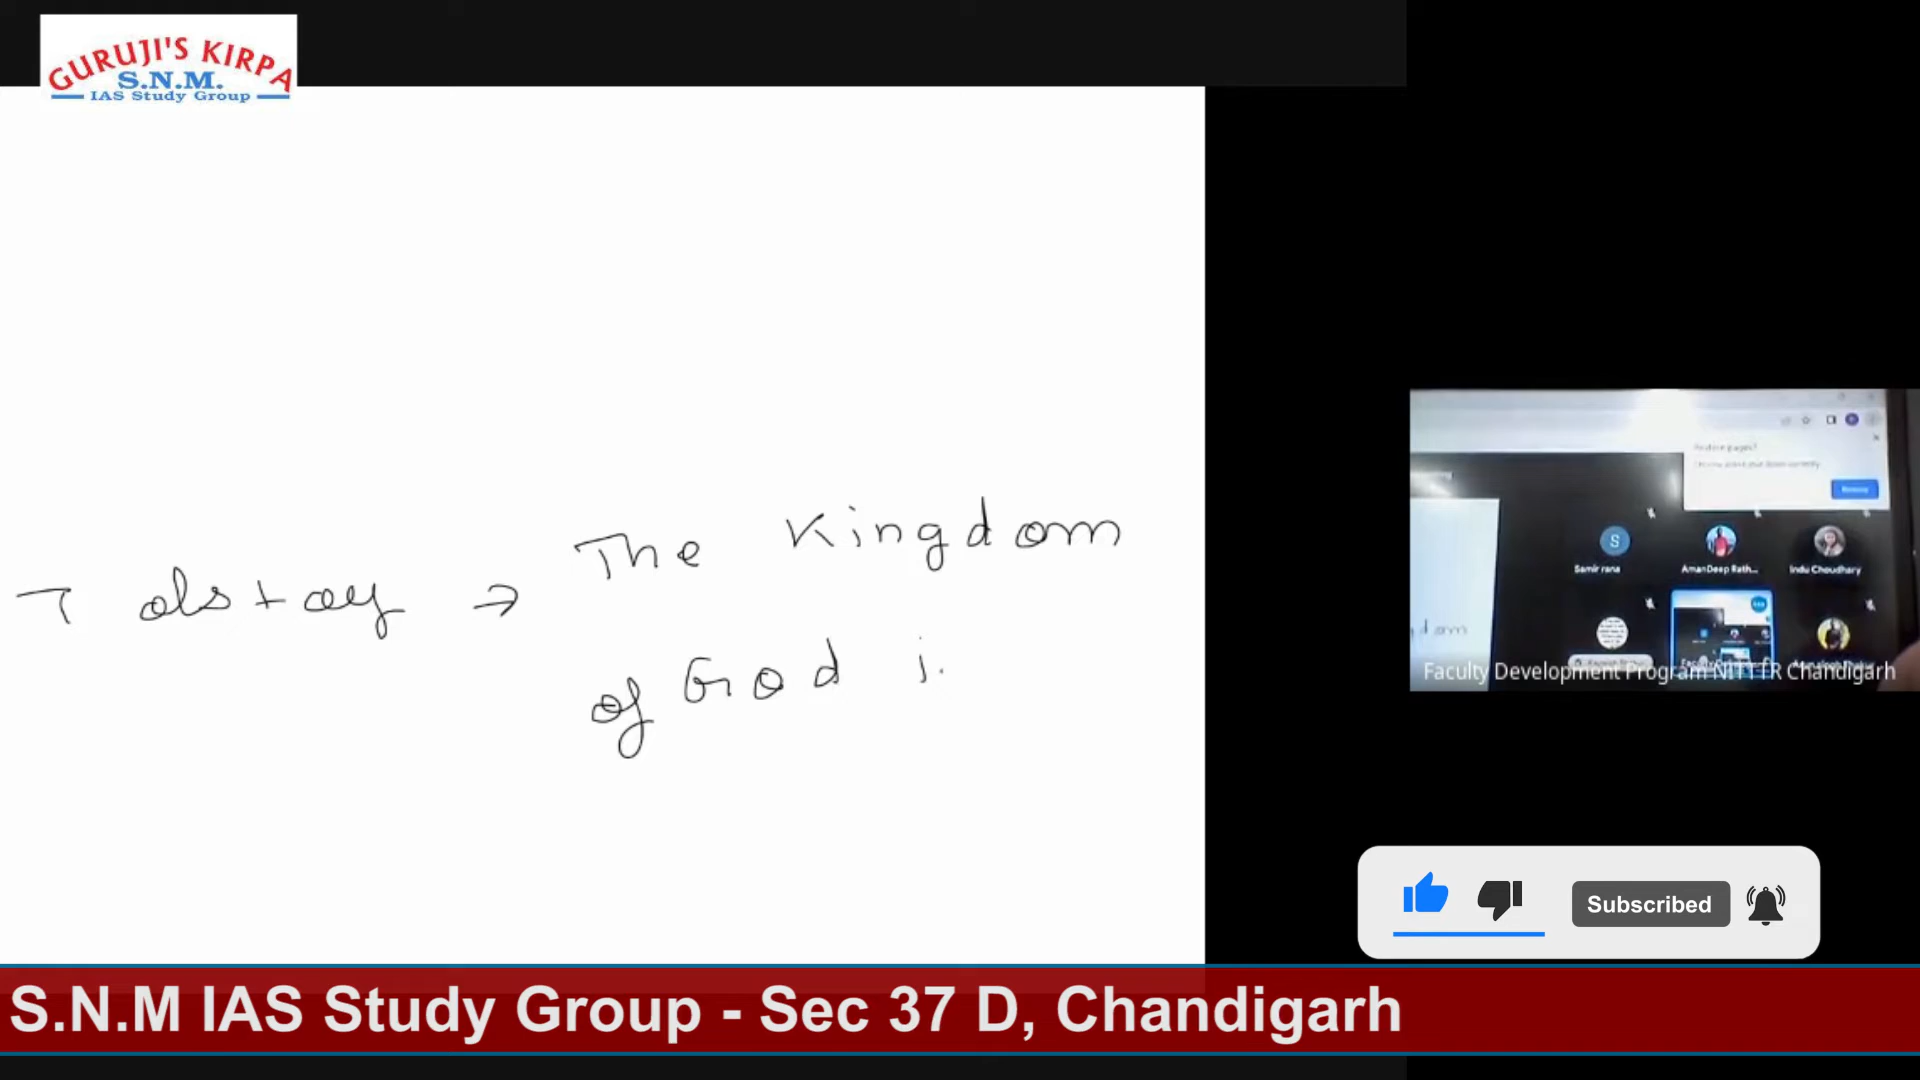 GURUJI'S KIRPA
S.N.M.
IAS Study Group
Tolstoy → The Kingdom
of God i.
Samir rana
AmanDeep Rath...
Indu Choudhary
dom
Faculty Development Program NITTTR Chandigarh
Subscribed
S.N.M IAS Study Group - Sec 37 D, Chandigarh